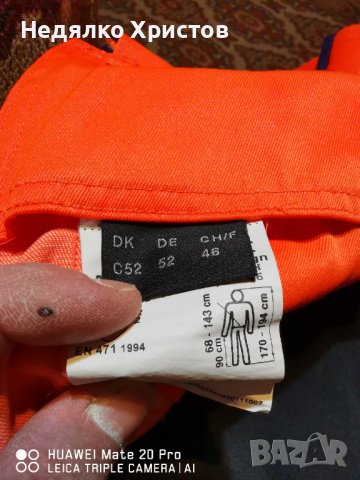 Недялко Христов
DK DE CH/F
C52 52 46
EN 471 1994
68 - 143 cm
90 cm
170 - 184 cm
HUAWEI Mate 20 Pro
LEICA TRIPLE CAMERA | AI
BAZAR